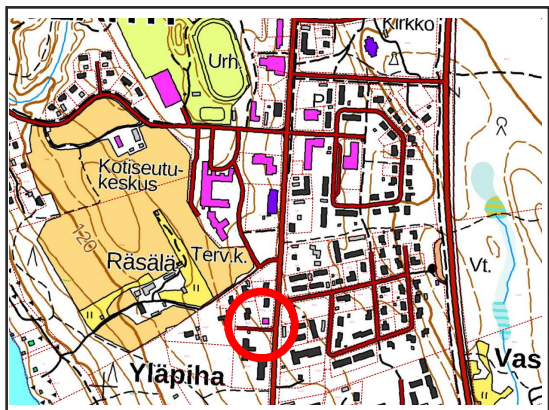 Kirkko
Urh.
P
Kotiseutu-
keskus
120
Räsälä
Terv.k.
Vt.
Yläpiha
Vas